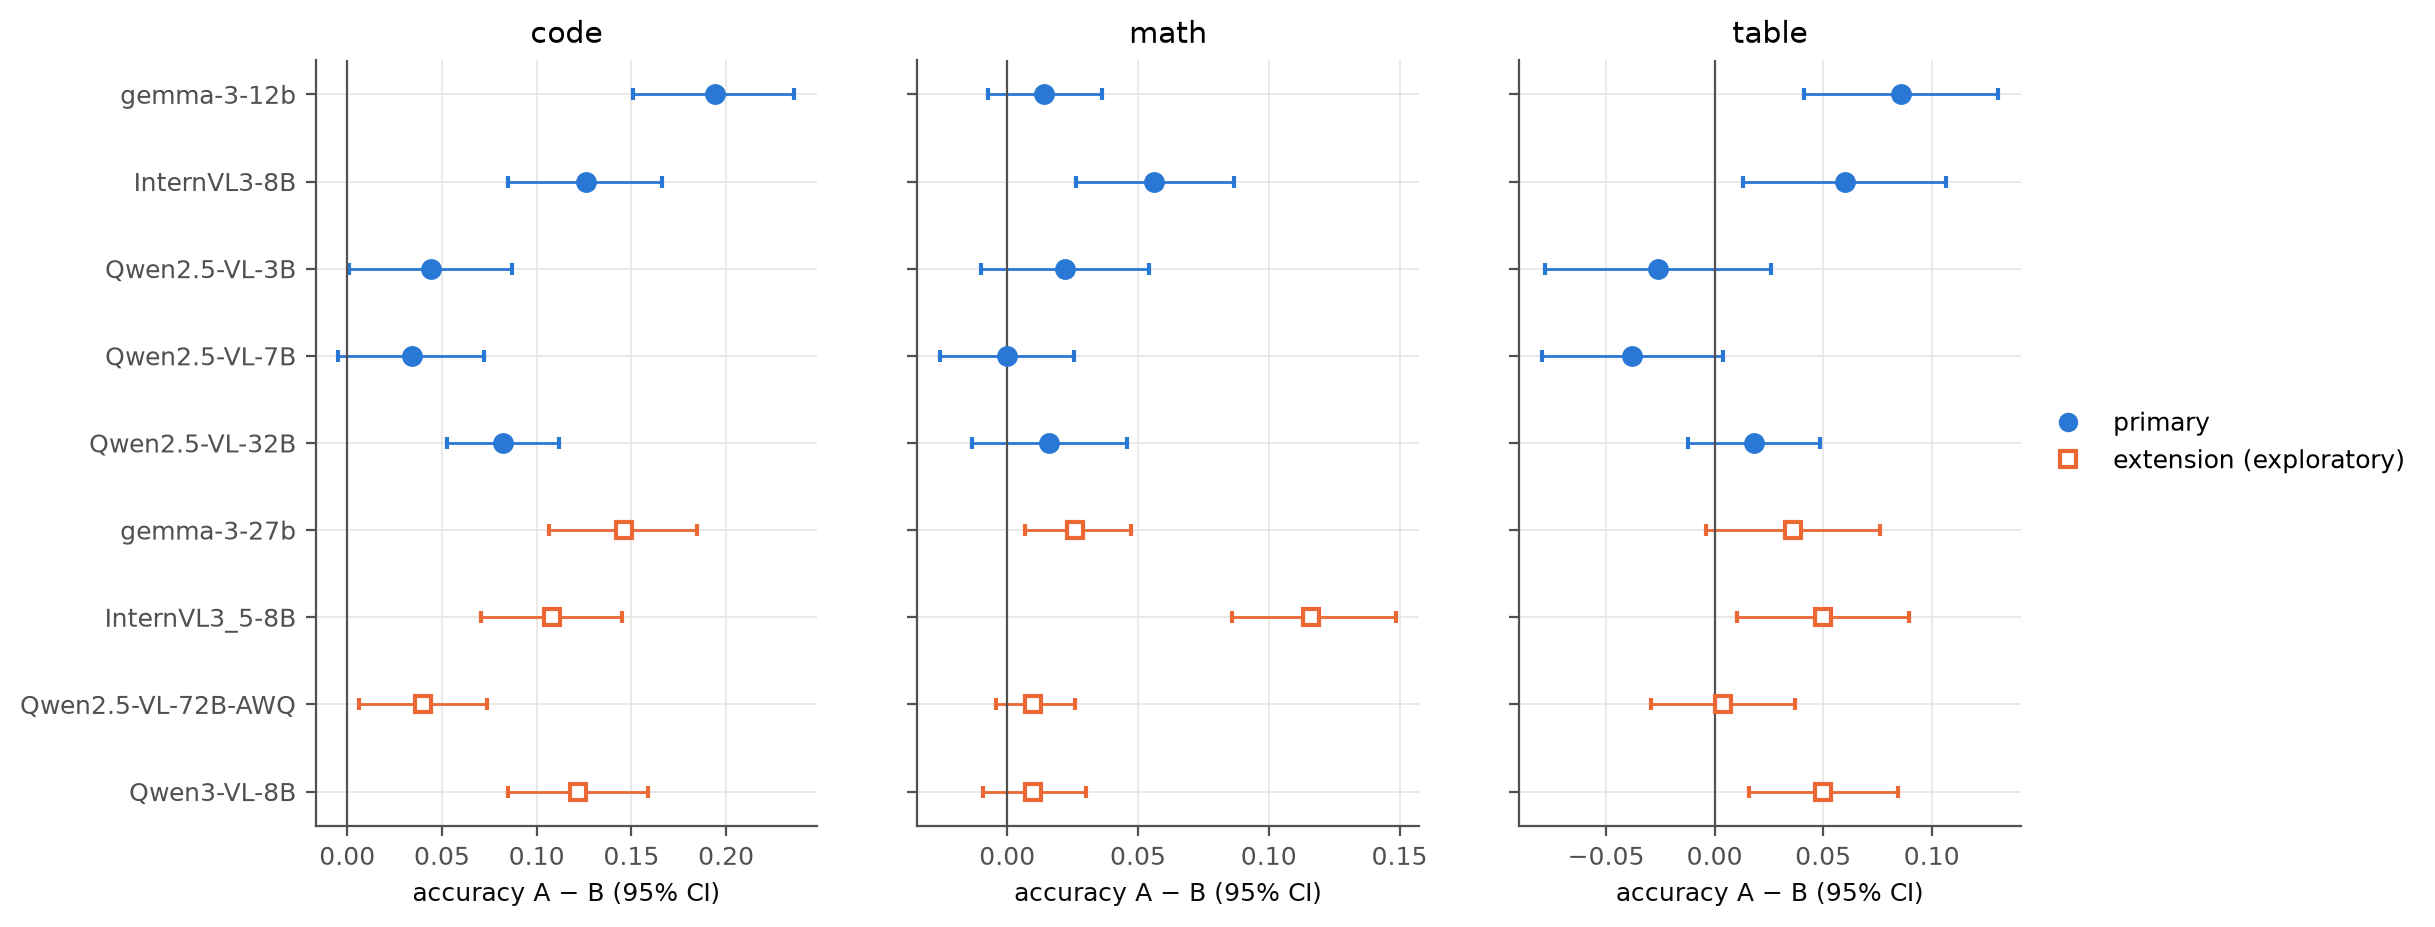 code
math
table
gemma-3-12b
InternVL3-8B
Qwen2.5-VL-3B
Qwen2.5-VL-7B
Qwen2.5-VL-32B
gemma-3-27b
InternVL3_5-8B
Qwen2.5-VL-72B-AWQ
Qwen3-VL-8B
0.00 0.05 0.10 0.15 0.20
accuracy A − B (95% CI)
0.00 0.05 0.10 0.15
accuracy A − B (95% CI)
−0.05 0.00 0.05 0.10
accuracy A − B (95% CI)
primary
extension (exploratory)